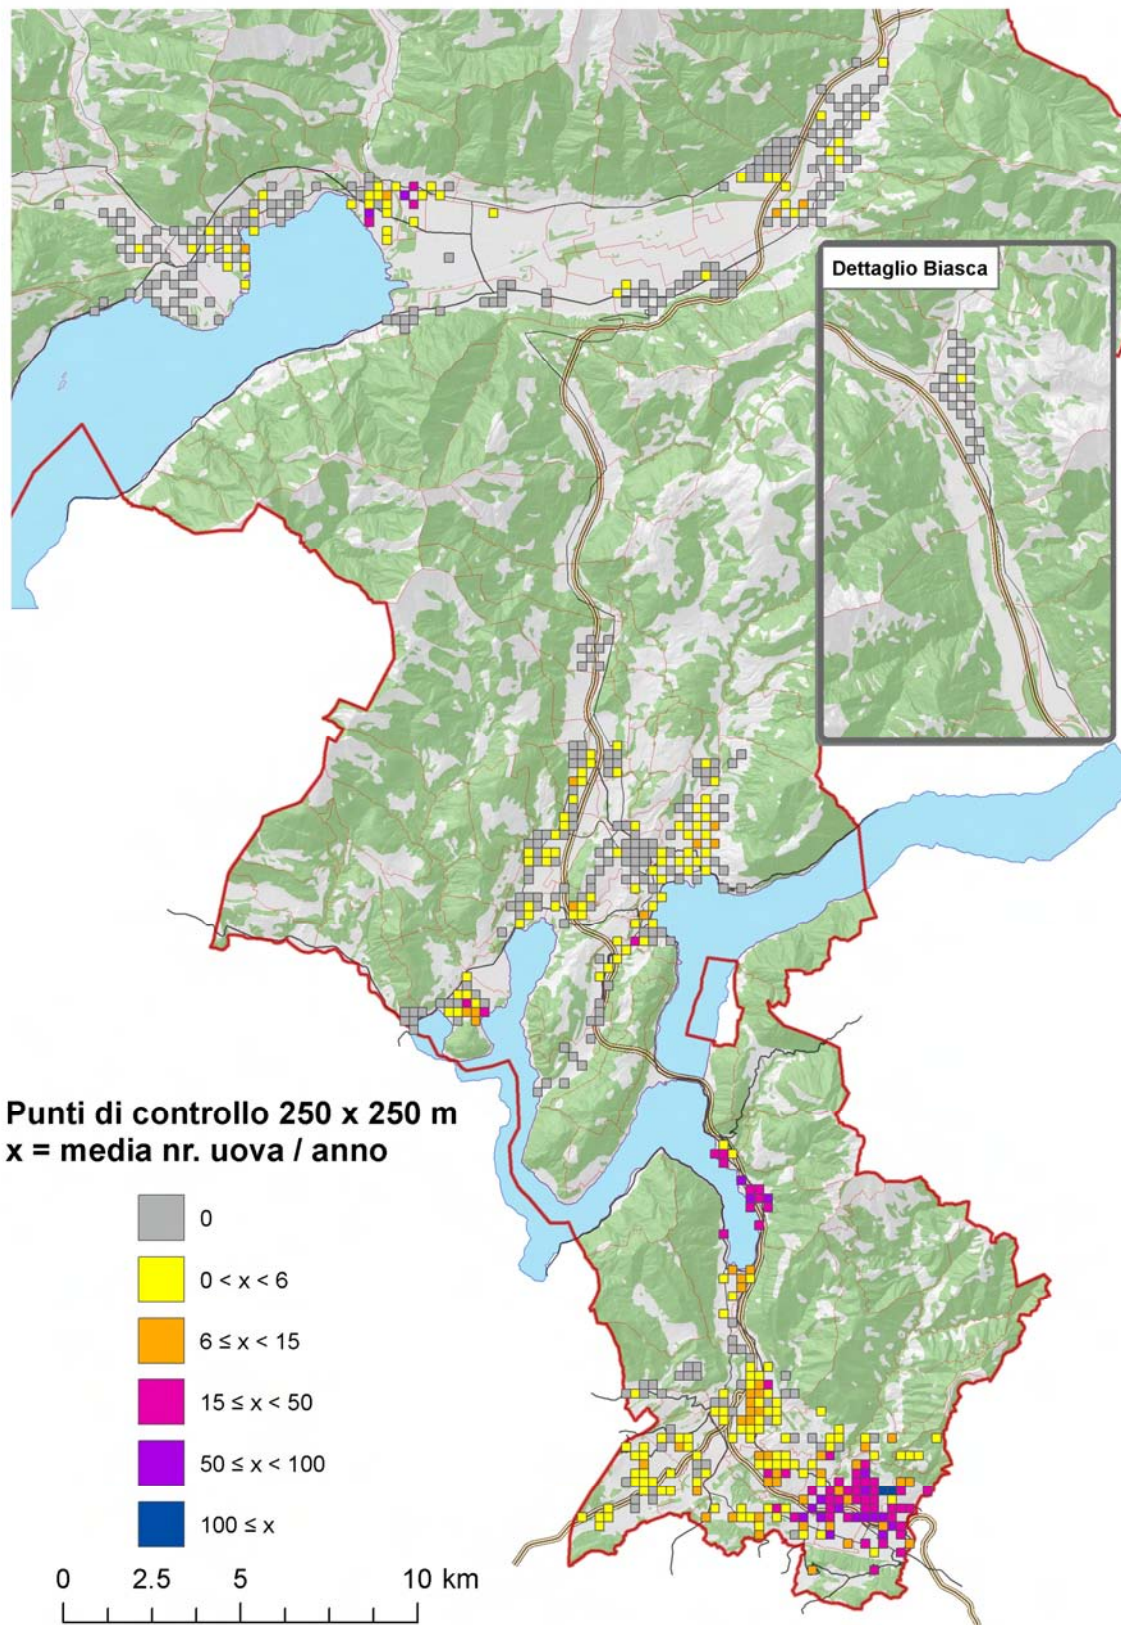 Dettaglio Biasca
Punti di controllo 250 x 250 m
x = media nr. uova / anno
0
0 < x < 6
6 ≤ x < 15
15 ≤ x < 50
50 ≤ x < 100
100 ≤ x
0 2.5 5 10 km